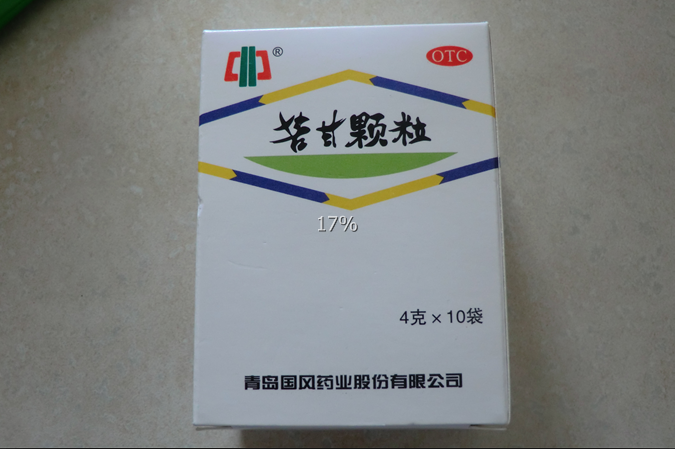 ®
OTC
苦甘颗粒
17%
4克×10袋
青岛国风药业股份有限公司